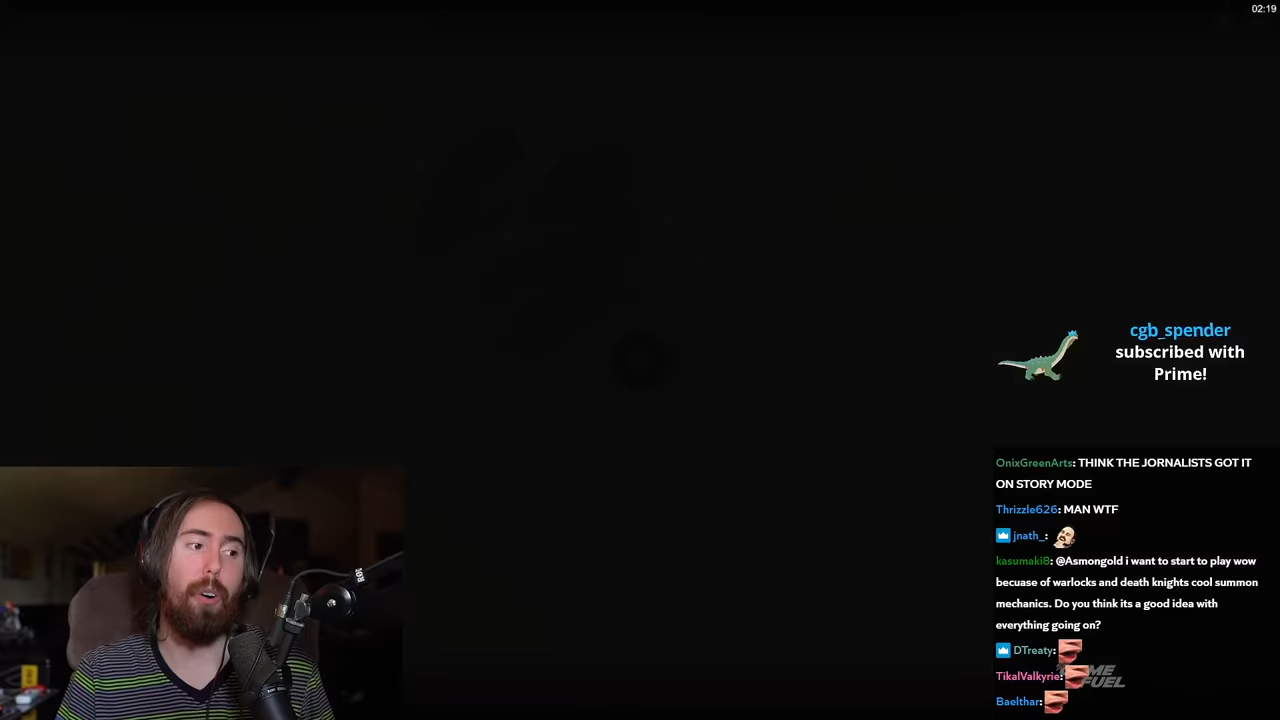 02:19
cgb_spender
subscribed with
Prime!
OnixGreenArts: THINK THE JORNALISTS GOT IT
ON STORY MODE
Thrizzle626: MAN WTF
jnath_:
kasumaki8: @Asmongold i want to start to play wow
becuase of warlocks and death knights cool summon
mechanics. Do you think its a good idea with
everything going on?
DTreaty:
TikalValkyrie:
FUEL
Baelthar: